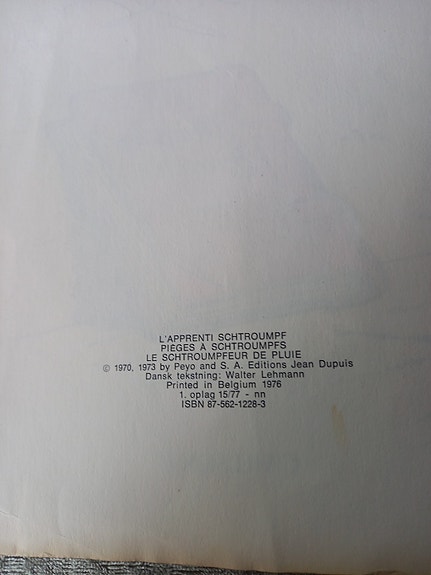 L'APPRENTI SCHTROUMPF
PIÈGES À SCHTROUMPFS
LE SCHTROUMPFEUR DE PLUIE
© 1970, 1973 by Peyo and S. A. Editions Jean Dupuis
Dansk tekstning: Walter Lehmann
Printed in Belgium 1976
1. oplag 15/77 - nn
ISBN 87-562-1228-3